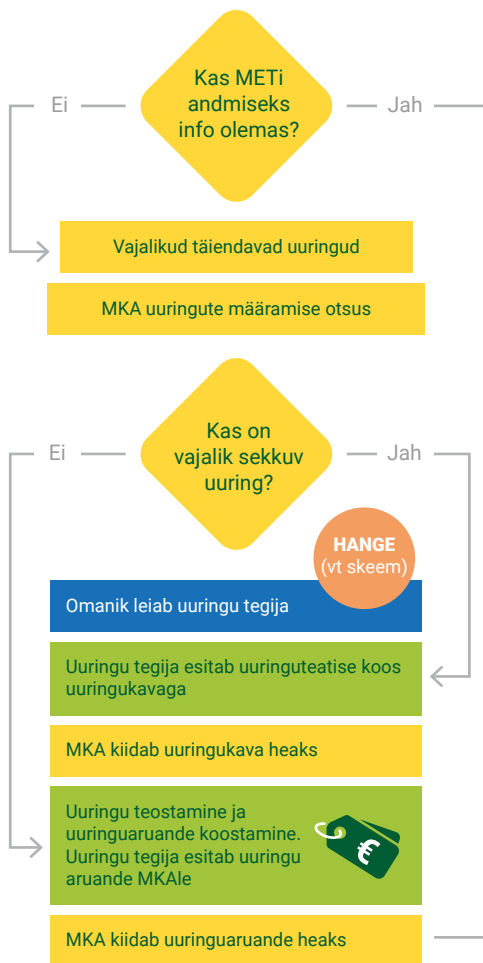 Kas METi
andmiseks
info olemas?
Ei
Jah
Vajalikud täiendavad uuringud
MKA uuringute määramise otsus
Kas on
vajalik sekkuv
uuring?
Ei
Jah
HANGE
(vt skeem)
Omanik leiab uuringu tegija
Uuringu tegija esitab uuringuteatise koos
uuringukavaga
MKA kiidab uuringukava heaks
Uuringu teostamine ja
uuringuaruande koostamine.
Uuringu tegija esitab uuringu
aruande MKAle
€
MKA kiidab uuringuaruande heaks